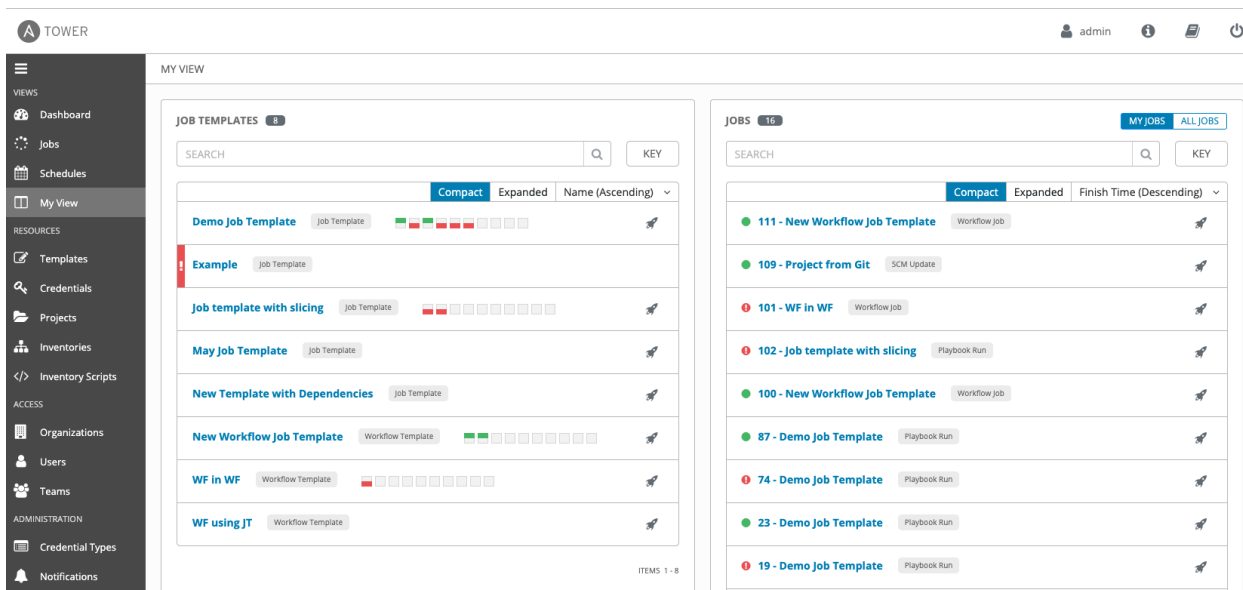 A TOWER
admin
VIEWS
Dashboard
Jobs
Schedules
My View
RESOURCES
Templates
Credentials
Projects
Inventories
</> Inventory Scripts
ACCESS
Organizations
Users
Teams
ADMINISTRATION
Credential Types
Notifications
MY VIEW
JOB TEMPLATES 8
SEARCH
KEY
Compact Expanded Name (Ascending)
Demo Job Template Job Template
Example Job Template
Job template with slicing Job Template
May Job Template Job Template
New Template with Dependencies Job Template
New Workflow Job Template Workflow Template
WF in WF Workflow Template
WF using JT Workflow Template
ITEMS 1 - 8
JOBS 16
MY JOBS ALL JOBS
SEARCH
KEY
Compact Expanded Finish Time (Descending)
111 - New Workflow Job Template Workflow Job
109 - Project from Git SCM Update
101 - WF in WF Workflow Job
102 - Job template with slicing Playbook Run
100 - New Workflow Job Template Workflow Job
87 - Demo Job Template Playbook Run
74 - Demo Job Template Playbook Run
23 - Demo Job Template Playbook Run
19 - Demo Job Template Playbook Run